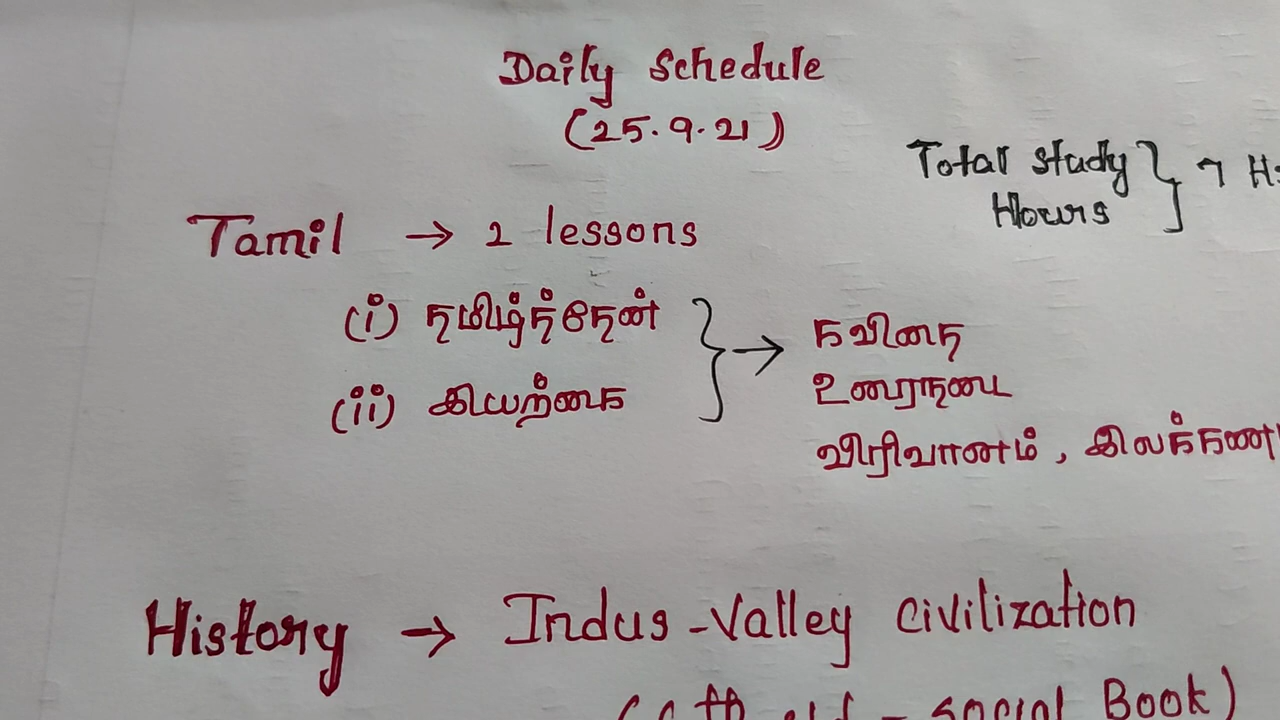 Daily Schedule
(25.9.21)
Total study
Hours } 7
Tamil → 2 lessons
(i) தமிழ்த்தேன்
(ii) இயற்கை
} → கவிதை
உரைநடை
விரிவானம், இலக்கண
History → Indus-Valley civilization
social Book)